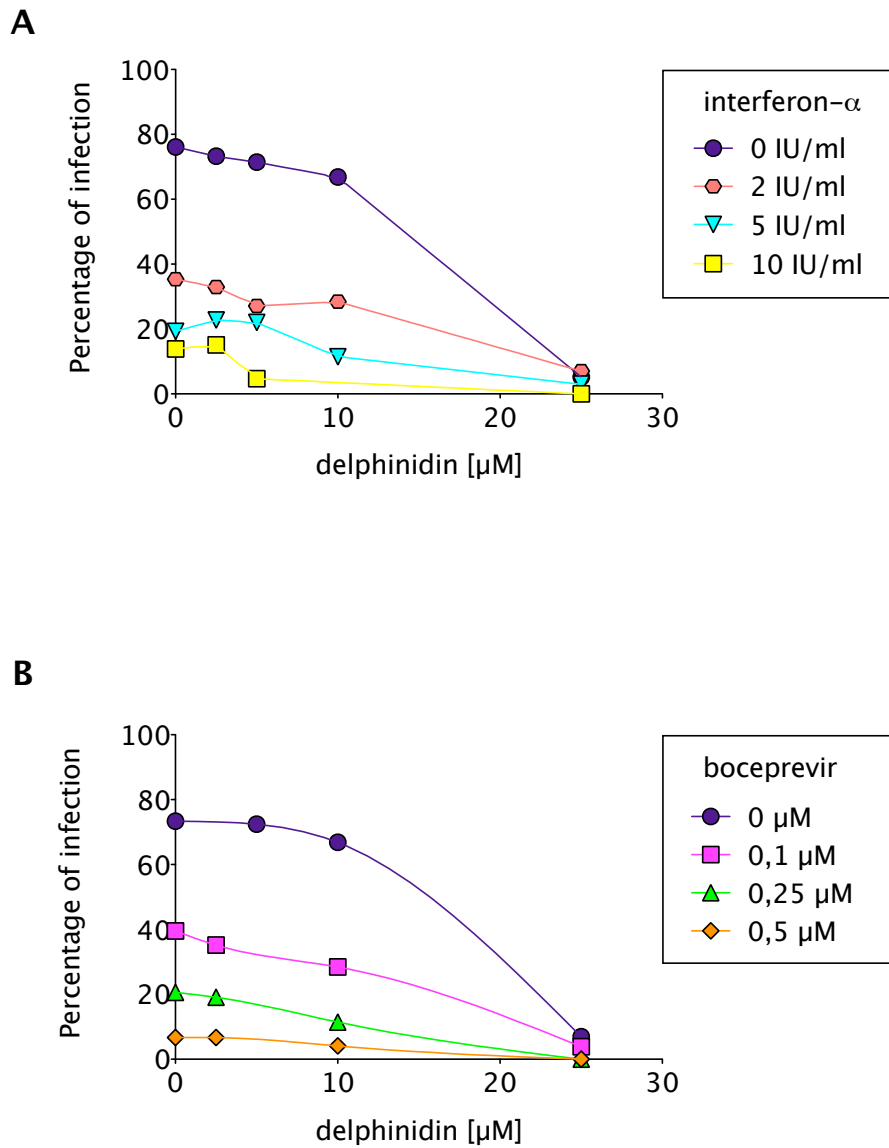 A
Percentage of infection
100
80
60
40
20
0
0 10 20 30
delphinidin [µM]
interferon-α
0 IU/ml
2 IU/ml
5 IU/ml
10 IU/ml
B
Percentage of infection
100
80
60
40
20
0
0 10 20 30
delphinidin [µM]
boceprevir
0 µM
0,1 µM
0,25 µM
0,5 µM